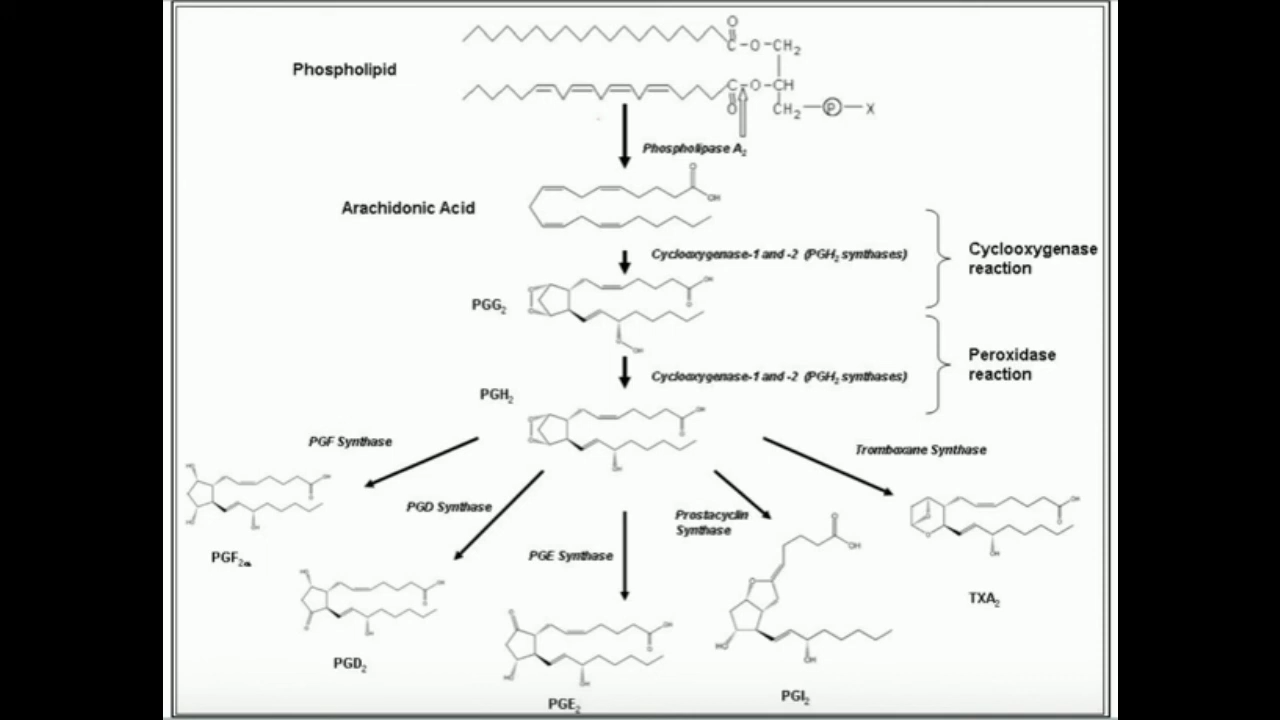 Phospholipid
O
C-O-CH₂
C-O-CH
O
CH₂-P-X
Phospholipase A₂
O
OH
Arachidonic Acid
Cyclooxygenase-1 and -2 (PGH₂ synthases)
Cyclooxygenase
reaction
PGG₂
Peroxidase
reaction
Cyclooxygenase-1 and -2 (PGH₂ synthases)
PGH₂
PGF Synthase
Tromboxane Synthase
PGD Synthase
Prostacyclin
Synthase
PGE Synthase
PGF₂α
TXA₂
PGD₂
PGE₂
PGI₂